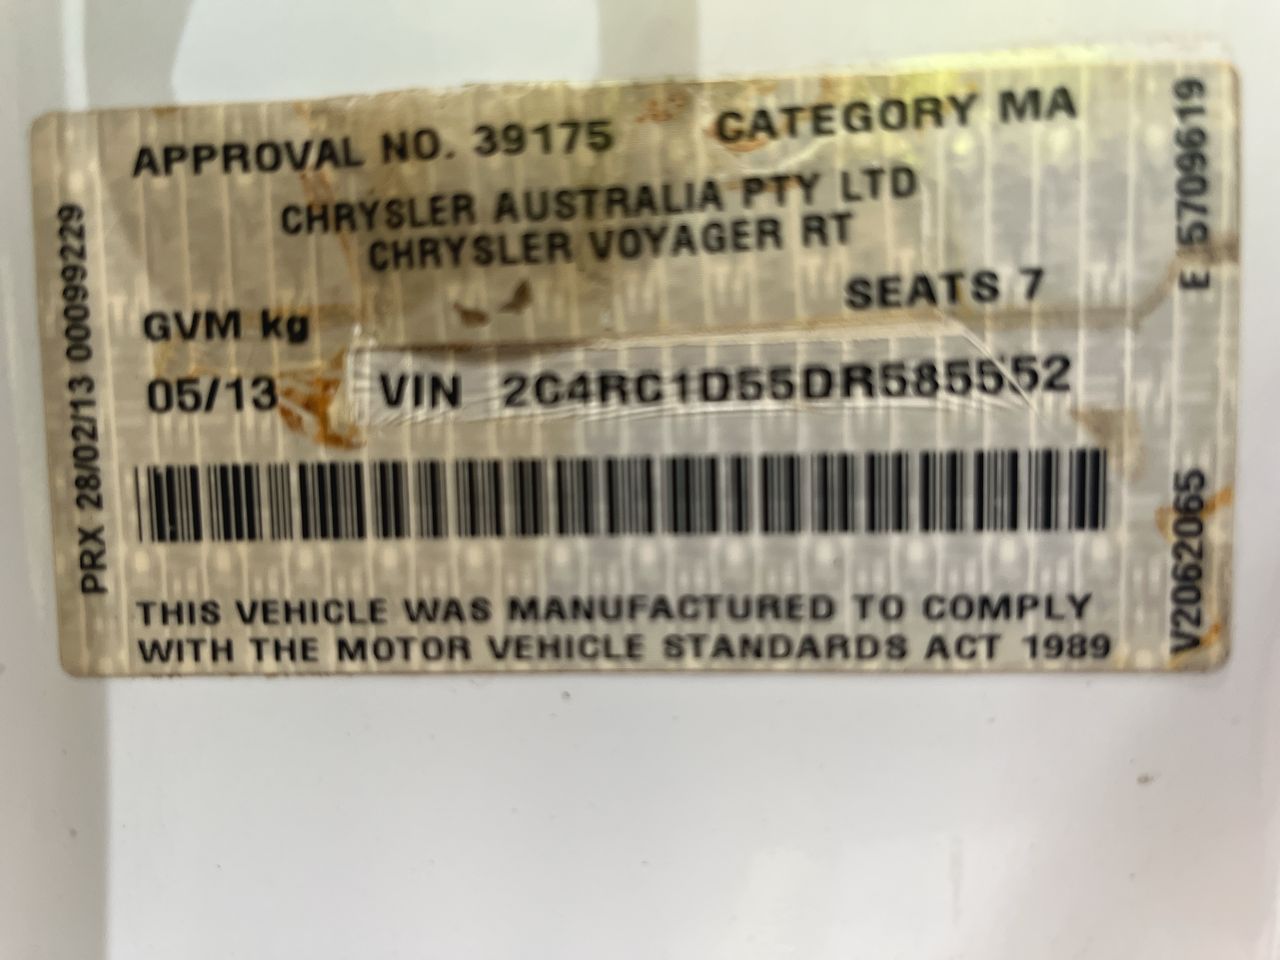 APPROVAL NO. 39175 CATEGORY MA
CHRYSLER AUSTRALIA PTY LTD
CHRYSLER VOYAGER RT
SEATS 7
GVM kg
05/13 VIN 2C4RC1D55DR585552
THIS VEHICLE WAS MANUFACTURED TO COMPLY
WITH THE MOTOR VEHICLE STANDARDS ACT 1989
PRX 28/02/13 00099229
E 5709619
V2062065